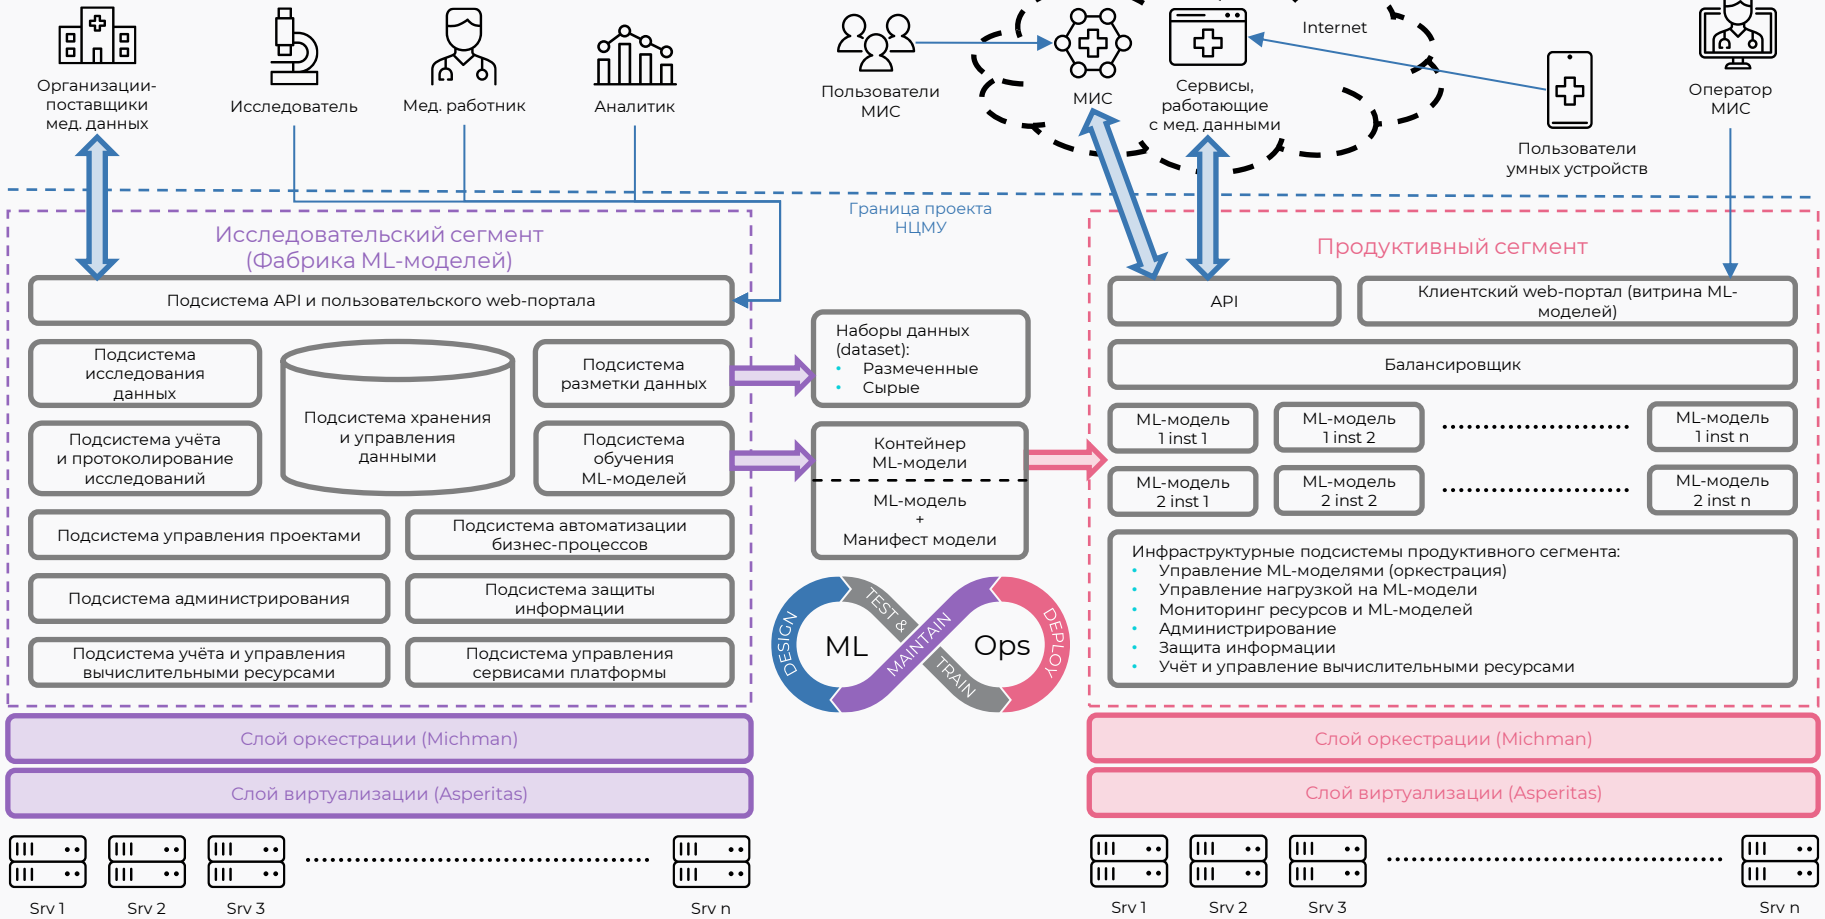 Организации-
поставщики
мед. данных
Исследователь
Мед. работник
Аналитик
Пользователи
МИС
МИС
Сервисы,
работающие
с мед. данными
Internet
Пользователи
умных устройств
Оператор
МИС
Граница проекта
НЦМУ
Исследовательский сегмент
(Фабрика ML-моделей)
Подсистема API и пользовательского web-портала
Подсистема
исследования
данных
Подсистема хранения
и управления
данными
Подсистема
разметки данных
Подсистема учёта
и протоколирование
исследований
Подсистема
обучения
ML-моделей
Подсистема управления проектами
Подсистема автоматизации
бизнес-процессов
Подсистема администрирования
Подсистема защиты
информации
Подсистема учёта и управления
вычислительными ресурсами
Подсистема управления
сервисами платформы
Слой оркестрации (Michman)
Слой виртуализации (Asperitas)
Srv 1
Srv 2
Srv 3
Srv n
Наборы данных
(dataset):
• Размеченные
• Сырые
Контейнер
ML-модели
ML-модель
+
Манифест модели
DESIGN
ML
TEST &
TRAIN
MAINTAIN
Ops
DEPLOY
Продуктивный сегмент
API
Клиентский web-портал (витрина ML-
моделей)
Балансировщик
ML-модель
1 inst 1
ML-модель
1 inst 2
ML-модель
1 inst n
ML-модель
2 inst 1
ML-модель
2 inst 2
ML-модель
2 inst n
Инфраструктурные подсистемы продуктивного сегмента:
• Управление ML-моделями (оркестрация)
• Управление нагрузкой на ML-модели
• Мониторинг ресурсов и ML-моделей
• Администрирование
• Защита информации
• Учёт и управление вычислительными ресурсами
Слой оркестрации (Michman)
Слой виртуализации (Asperitas)
Srv 1
Srv 2
Srv 3
Srv n